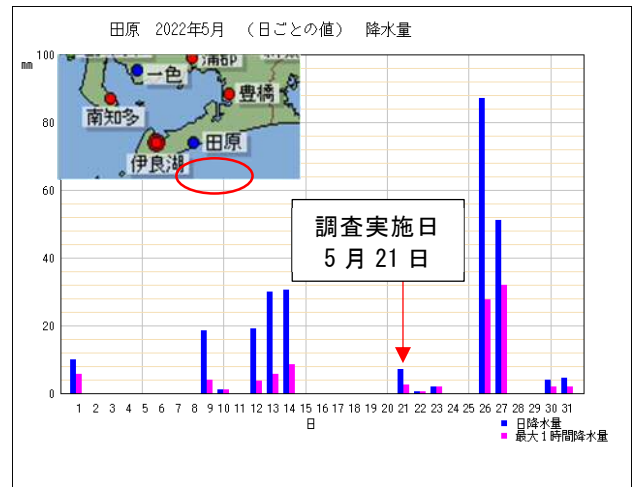 田原 2022年5月 (日ごとの値) 降水量
mm
100
80
60
40
20
0
一色
蒲郡
豊橋
南知多
田原
伊良湖
調査実施日
5月21日
1 2 3 4 5 6 7 8 9 10 11 12 13 14 15 16 17 18 19 20 21 22 23 24 25 26 27 28 29 30 31
日
日降水量
最大1時間降水量